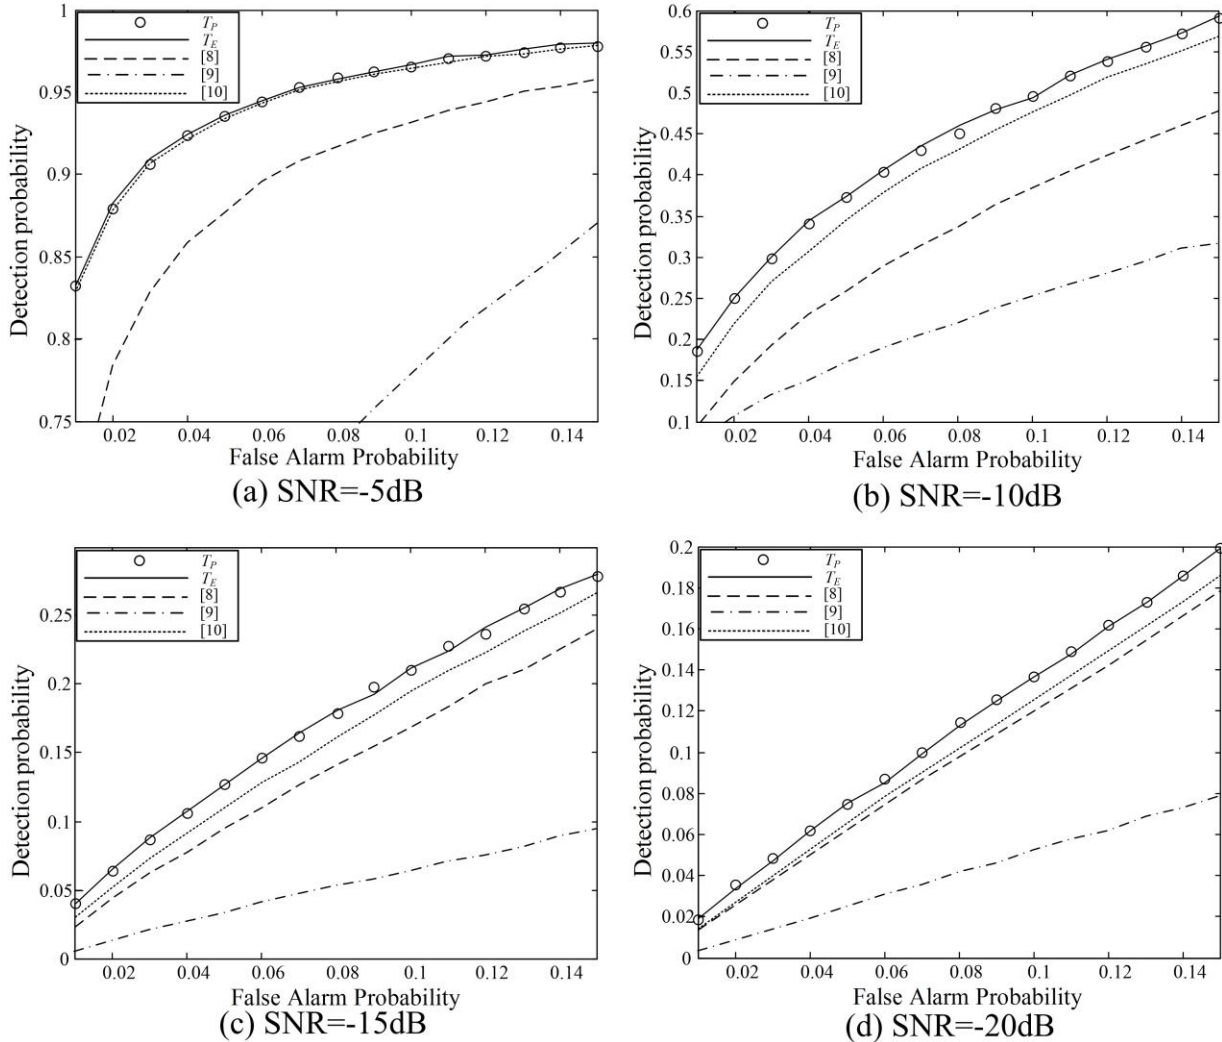 1
0.95
0.9
0.85
0.8
0.75
Detection probability
T_P
T_E
[8]
[9]
[10]
0.02 0.04 0.06 0.08 0.1 0.12 0.14
False Alarm Probability
(a) SNR=-5dB
0.6
0.55
0.5
0.45
0.4
0.35
0.3
0.25
0.2
0.15
0.1
Detection probability
T_P
T_E
[8]
[9]
[10]
0.02 0.04 0.06 0.08 0.1 0.12 0.14
False Alarm Probability
(b) SNR=-10dB
0.25
0.2
0.15
0.1
0.05
0
Detection probability
T_P
T_E
[8]
[9]
[10]
0.02 0.04 0.06 0.08 0.1 0.12 0.14
False Alarm Probability
(c) SNR=-15dB
0.2
0.18
0.16
0.14
0.12
0.1
0.08
0.06
0.04
0.02
0
Detection probability
T_P
T_E
[8]
[9]
[10]
0.02 0.04 0.06 0.08 0.1 0.12 0.14
False Alarm Probability
(d) SNR=-20dB